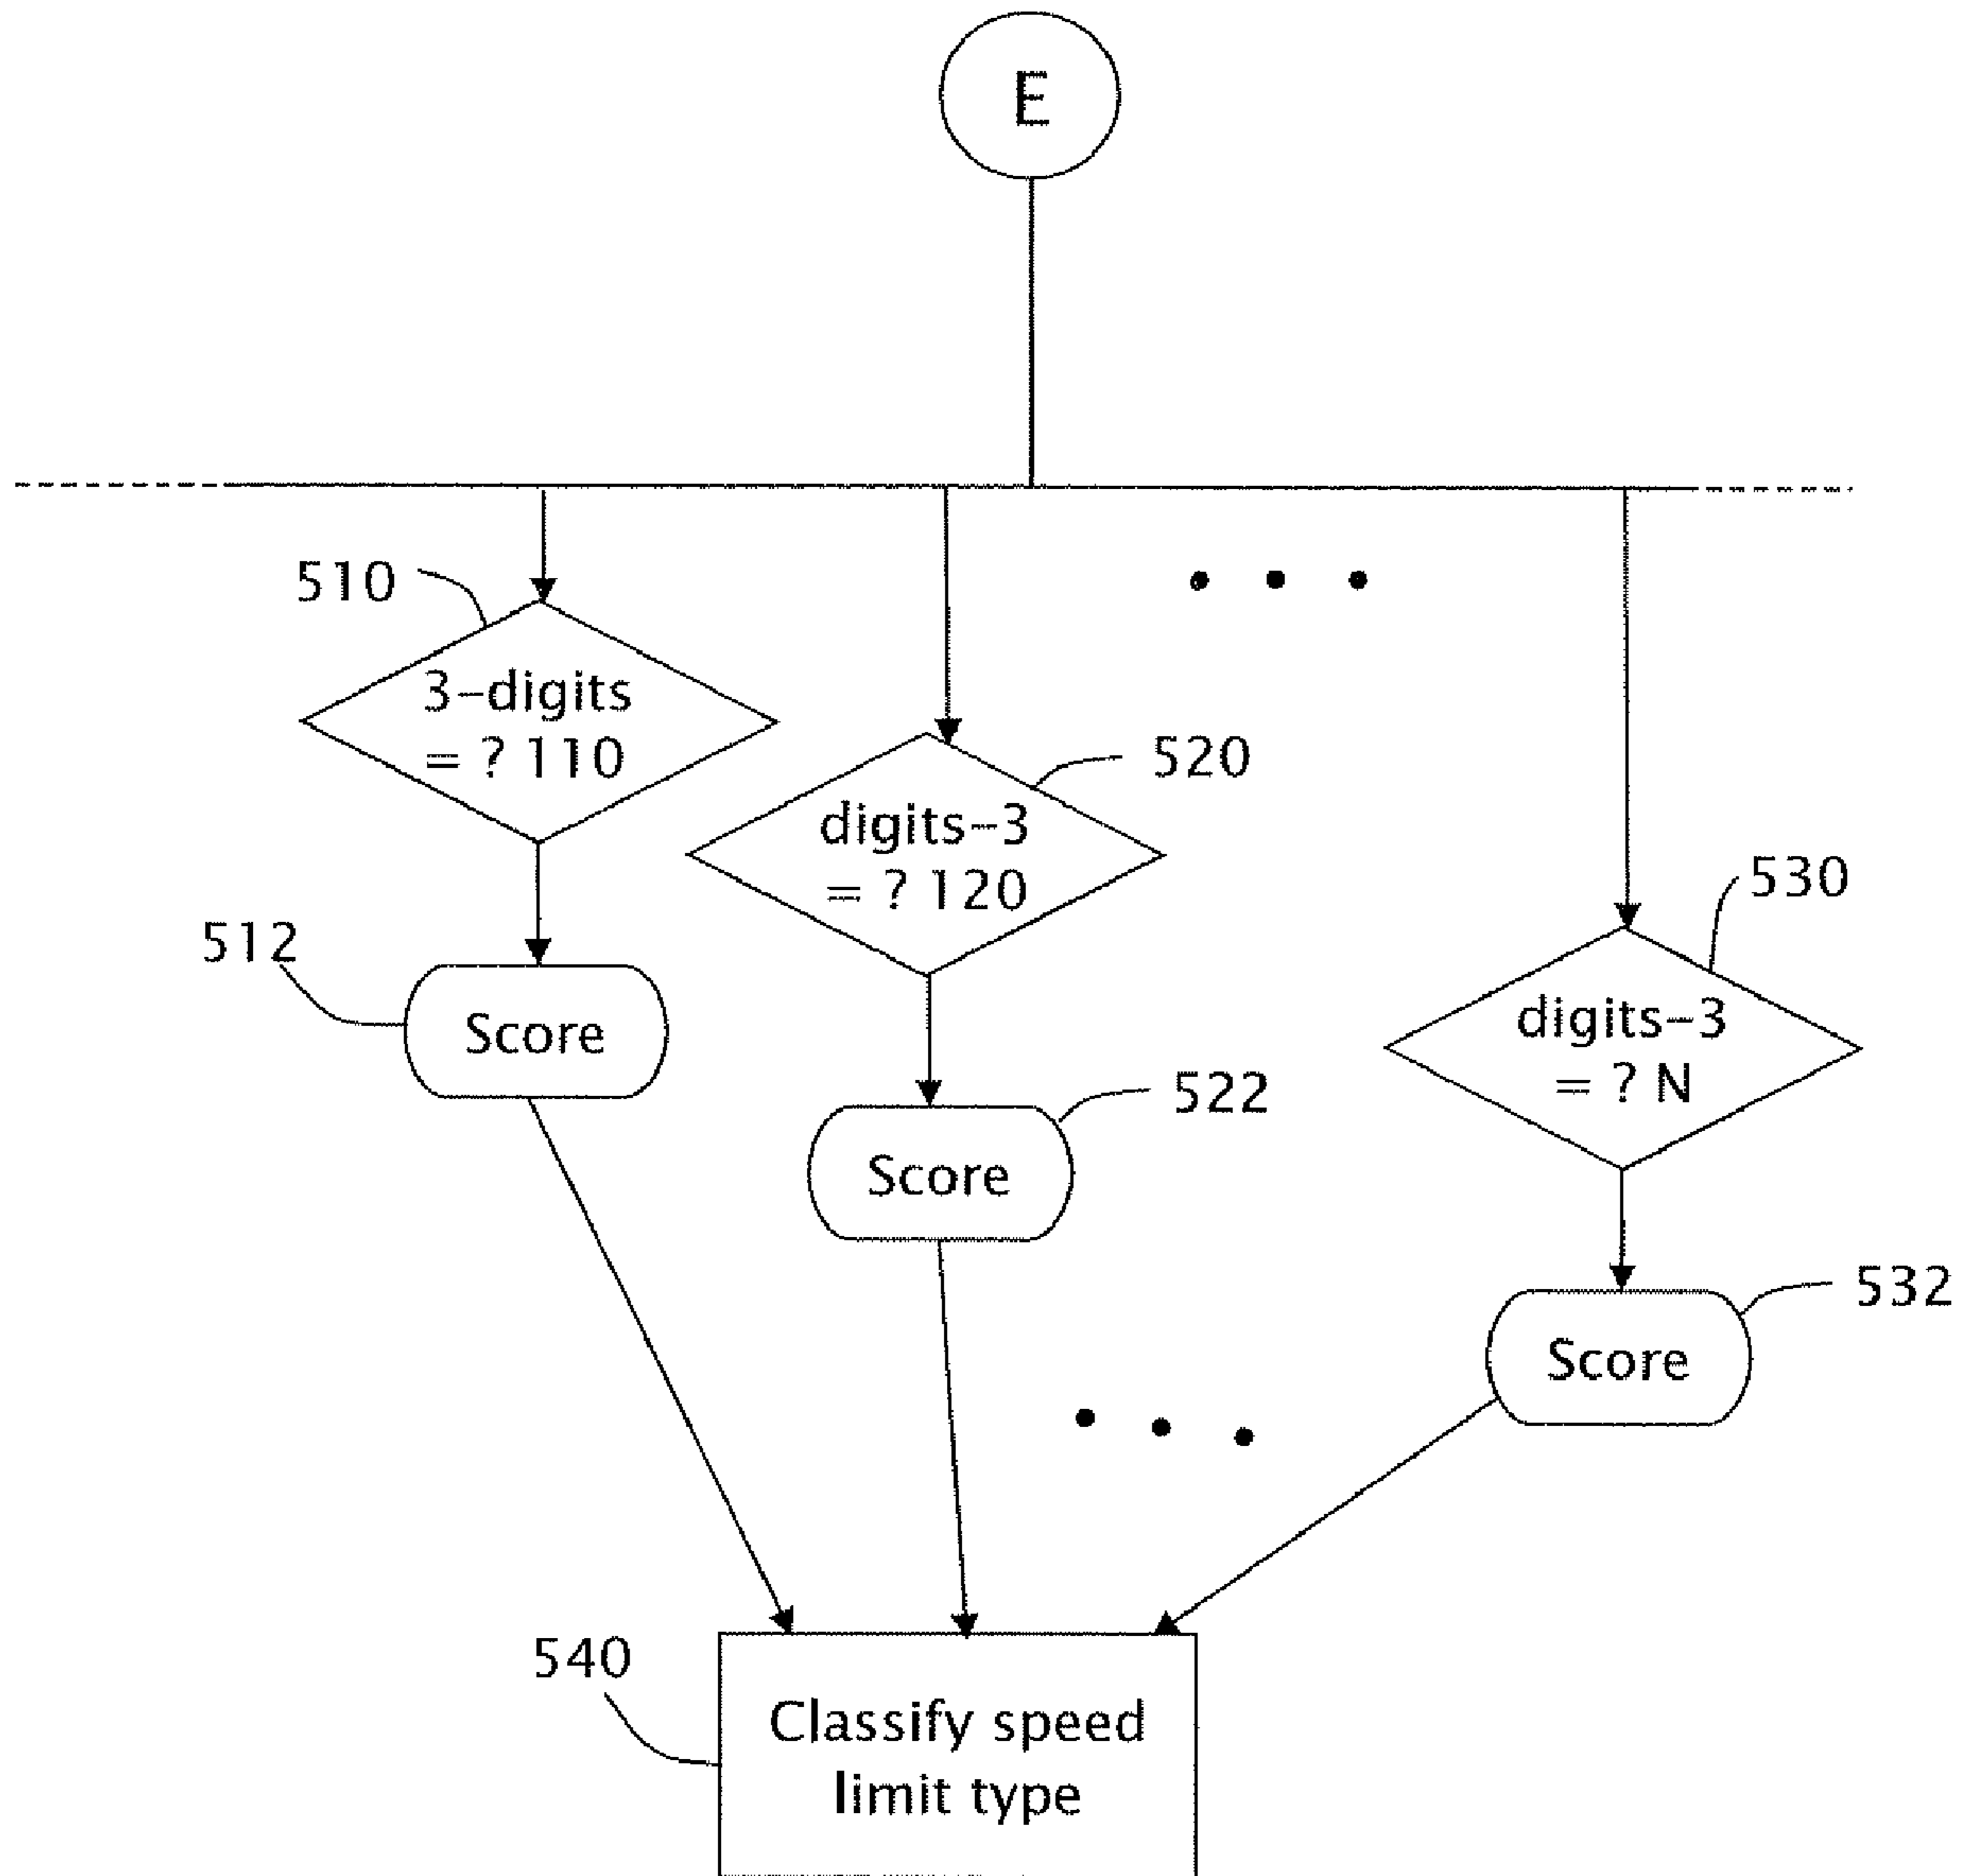 E
510
3-digits
= ? 110
520
digits-3
= ? 120
530
digits-3
= ? N
512
Score
522
Score
532
Score
540
Classify speed
limit type